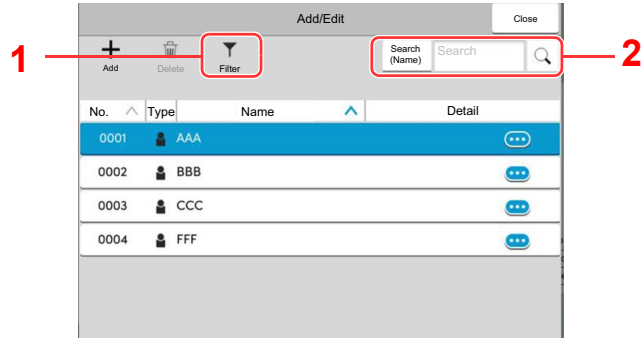 Add/Edit Close
1 2
Search (Name) Search
Add Delete Filter
No. Type Name Detail
0001 AAA
0002 BBB
0003 CCC
0004 FFF